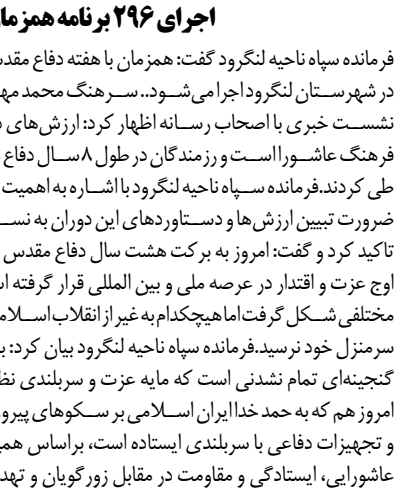 اجرای ۲۹۶ برنامه همزما
فرمانده سپاه ناحیه لنگرود گفت: همزمان با هفته دفاع مقد
در شهرستان لنگرود اجرا می‌شود.. سرهنگ محمد مه
نشست خبری با اصحاب رسانه اظهار کرد: ارزش‌های
فرهنگ عاشورا است و رزمندگان در طول ۸ سال دفاع
طی کردند.فرمانده سپاه ناحیه لنگرود با اشاره به اهمیت
ضرورت تبیین ارزش‌ها و دستاوردهای این دوران به نس
تاکید کرد و گفت: امروز به برکت هشت سال دفاع مقدس
اوج عزت و اقتدار در عرصه ملی و بین المللی قرار گرفته ا
مختلفی شکل گرفت اما هیچکدام به غیر از انقلاب اسلام
سرمنزل خود نرسید.فرمانده سپاه ناحیه لنگرود بیان کرد: ب
گنجینه‌ای تمام نشدنی است که مایه عزت و سربلندی نظ
امروز هم که به حمد خدا ایران اسلامی بر سکوهای پیرو
و تجهیزات دفاعی با سربلندی ایستاده است، براساس همی
عاشورایی، ایستادگی و مقاومت در مقابل زورگویان و تهد